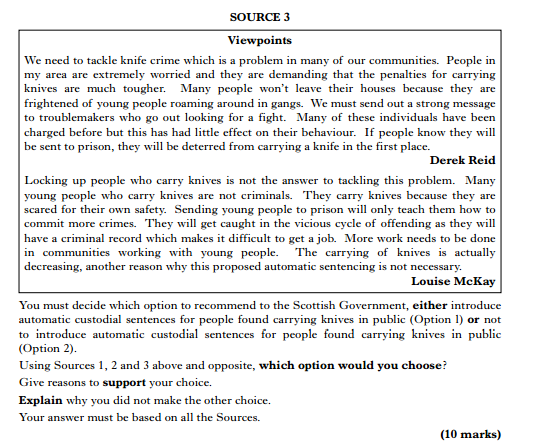 SOURCE 3
Viewpoints
We need to tackle knife crime which is a problem in many of our communities. People in
my area are extremely worried and they are demanding that the penalties for carrying
knives are much tougher. Many people won't leave their houses because they are
frightened of young people roaming around in gangs. We must send out a strong message
to troublemakers who go out looking for a fight. Many of these individuals have been
charged before but this has had little effect on their behaviour. If people know they will
be sent to prison, they will be deterred from carrying a knife in the first place.
Derek Reid
Locking up people who carry knives is not the answer to tackling this problem. Many
young people who carry knives are not criminals. They carry knives because they are
scared for their own safety. Sending young people to prison will only teach them how to
commit more crimes. They will get caught in the vicious cycle of offending as they will
have a criminal record which makes it difficult to get a job. More work needs to be done
in communities working with young people. The carrying of knives is actually
decreasing, another reason why this proposed automatic sentencing is not necessary.
Louise McKay
You must decide which option to recommend to the Scottish Government, either introduce
automatic custodial sentences for people found carrying knives in public (Option 1) or not
to introduce automatic custodial sentences for people found carrying knives in public
(Option 2).
Using Sources 1, 2 and 3 above and opposite, which option would you choose?
Give reasons to support your choice.
Explain why you did not make the other choice.
Your answer must be based on all the Sources.
(10 marks)